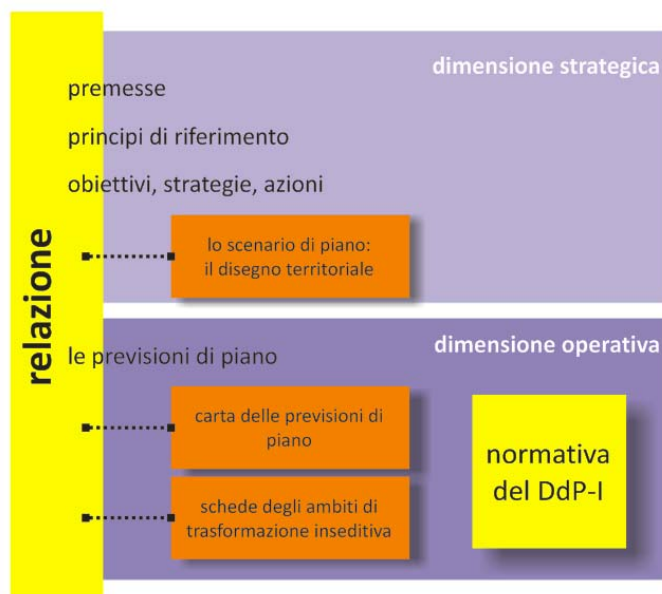 relazione
dimensione strategica
premesse
principi di riferimento
obiettivi, strategie, azioni
lo scenario di piano:
il disegno territoriale
dimensione operativa
le previsioni di piano
carta delle previsioni di
piano
schede degli ambiti di
trasformazione inseditiva
normativa
del DdP-I